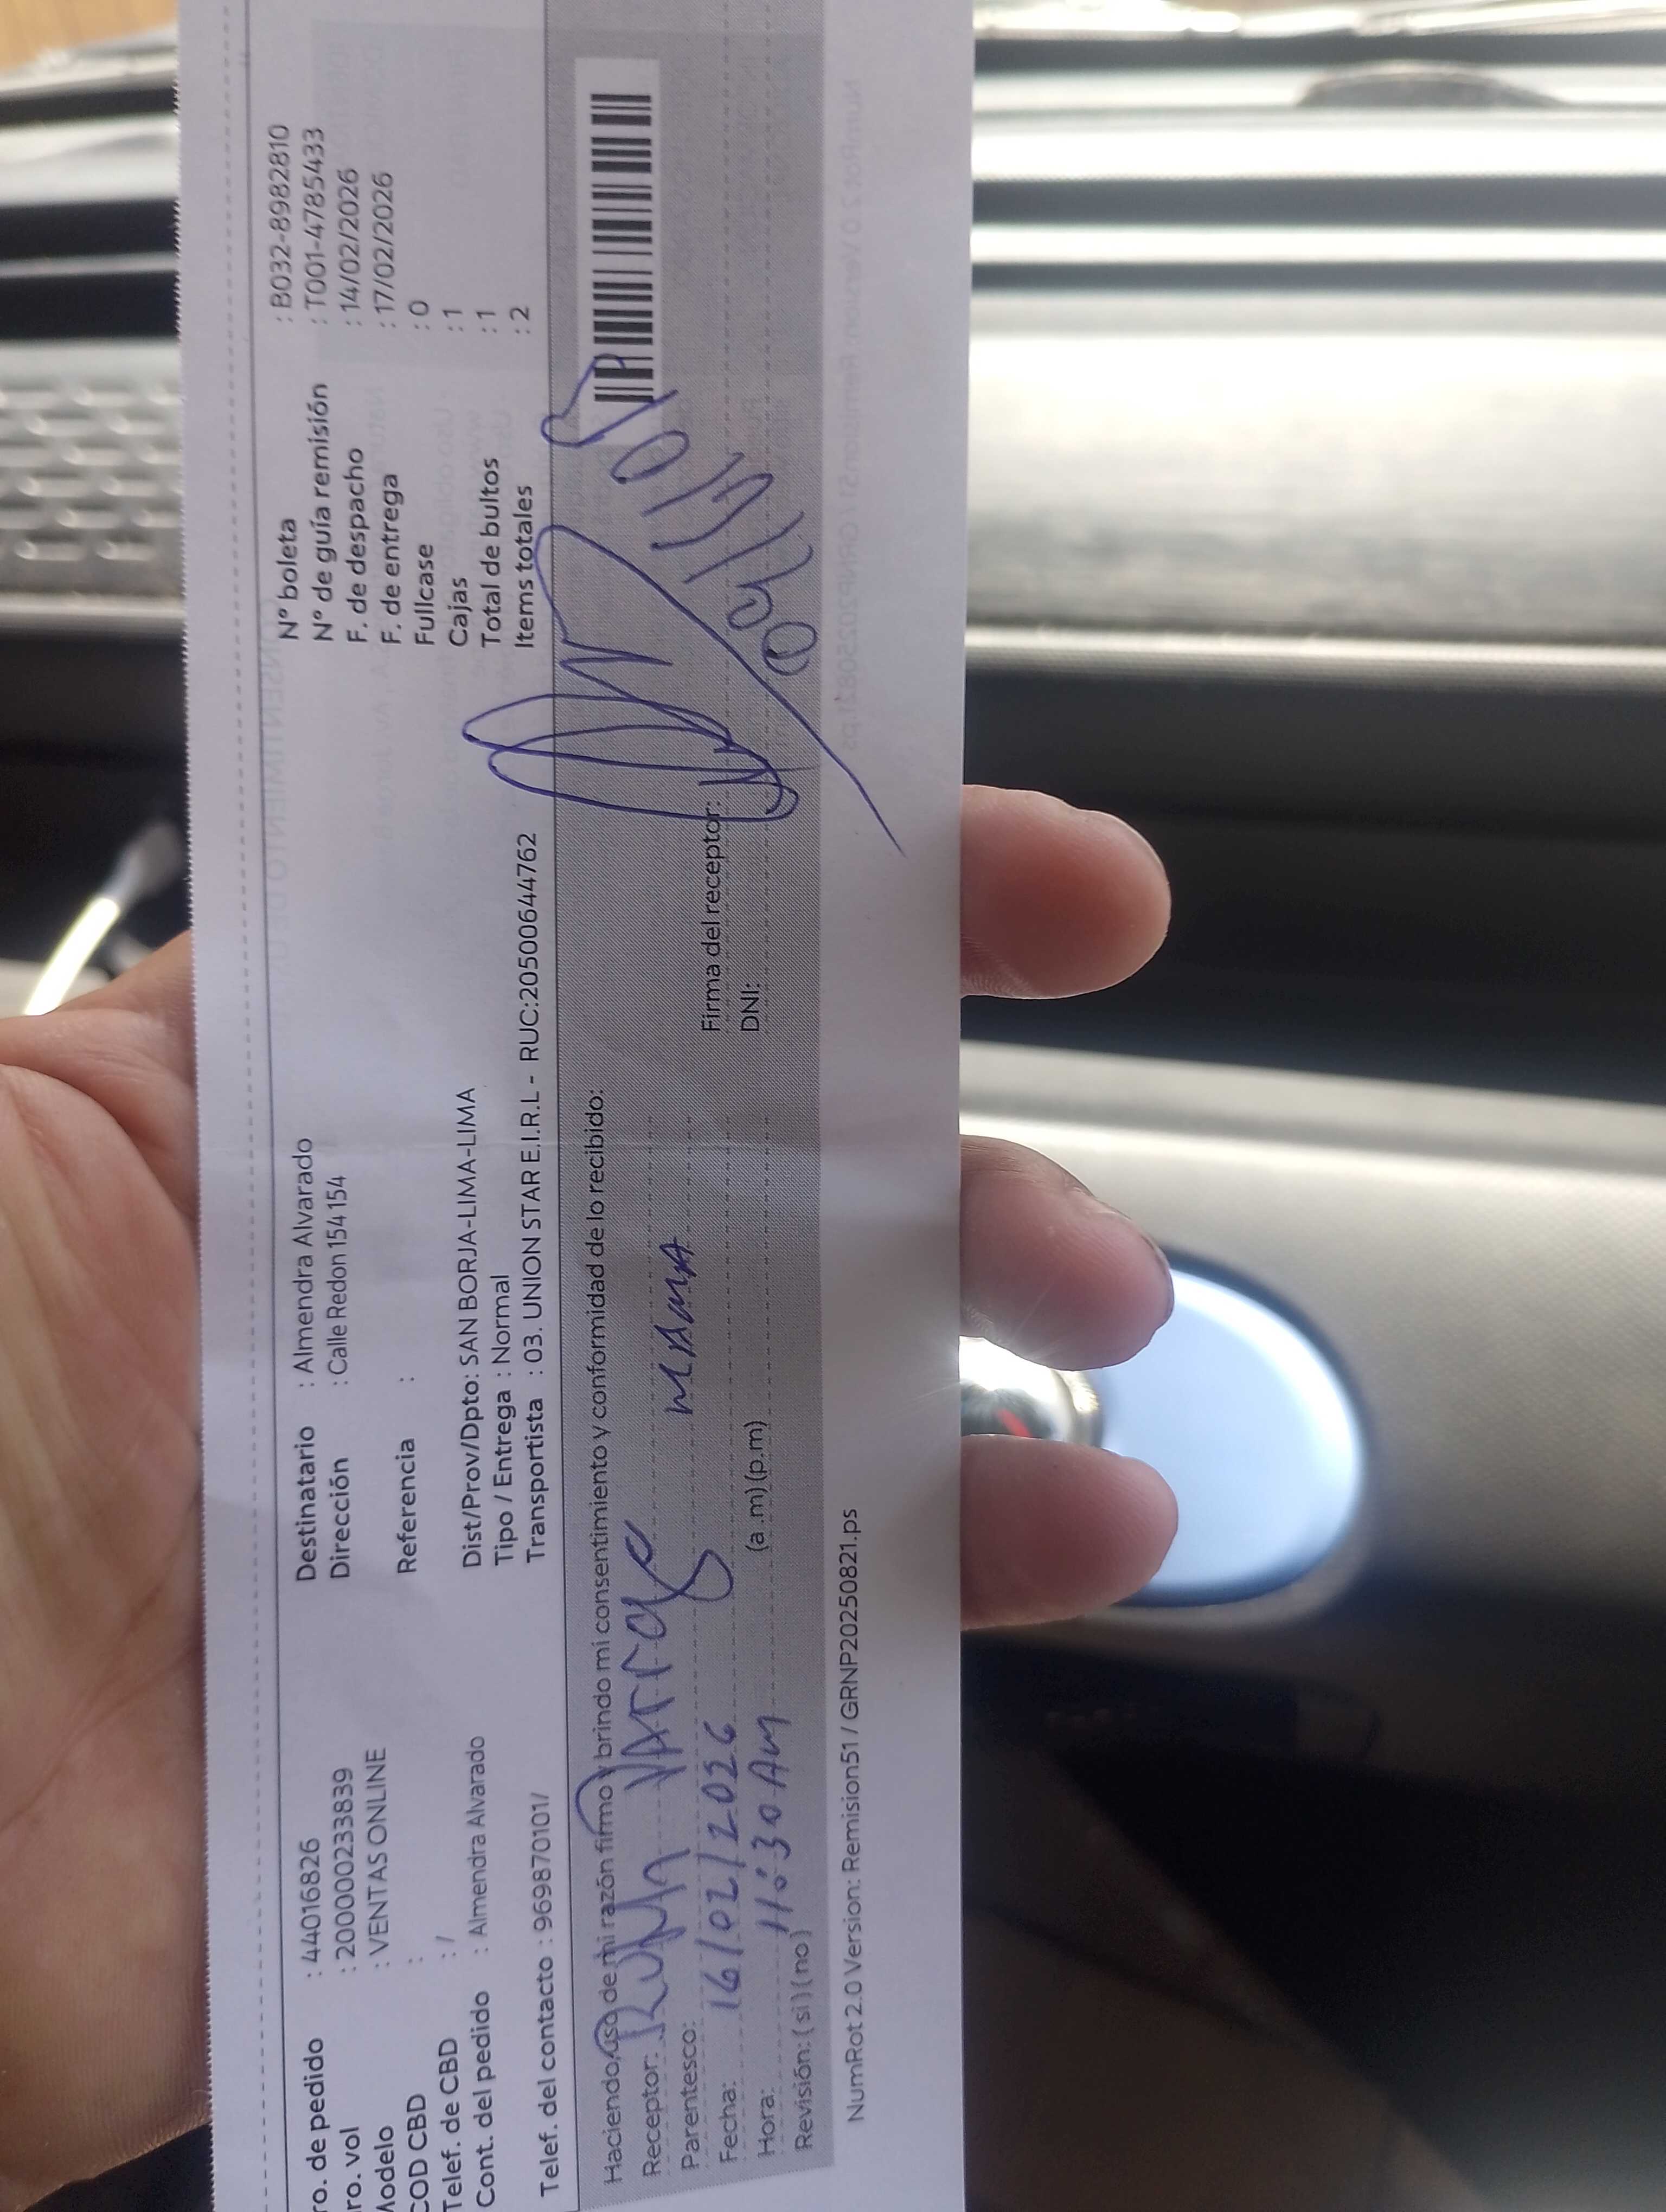 ro. de pedido : 44016826
ro. vol : 200000233839
Modelo : VENTAS ONLINE
COD CBD :
Telef. de CBD : /
Cont. del pedido : Almendra Alvarado
Telef. del contacto : 969870101/
Destinatario : Almendra Alvarado
Dirección : Calle Redon 154 154
Referencia :
Dist/Prov/Dpto: SAN BORJA-LIMA-LIMA
Tipo / Entrega : Normal
Transportista : 03. UNION STAR E.I.R.L - RUC:20500644762
N° boleta : B032-8982810
N° de guía remisión : T001-4785433
F. de despacho : 14/02/2026
F. de entrega : 17/02/2026
Fullcase : 0
Cajas : 1
Total de bultos : 1
Items totales : 2
Haciendo uso de mi razón firmo y brindo mi consentimiento y conformidad de lo recibido:
Receptor: Ruth
Parentesco: mama
Fecha: 16/02/2026
Hora: 11:30 Am (a.m) (p.m)
Revisión: ( si ) ( no )
Firma del receptor:
DNI:
NumRot 2.0 Version: Remision51 / GRNP20250821.ps